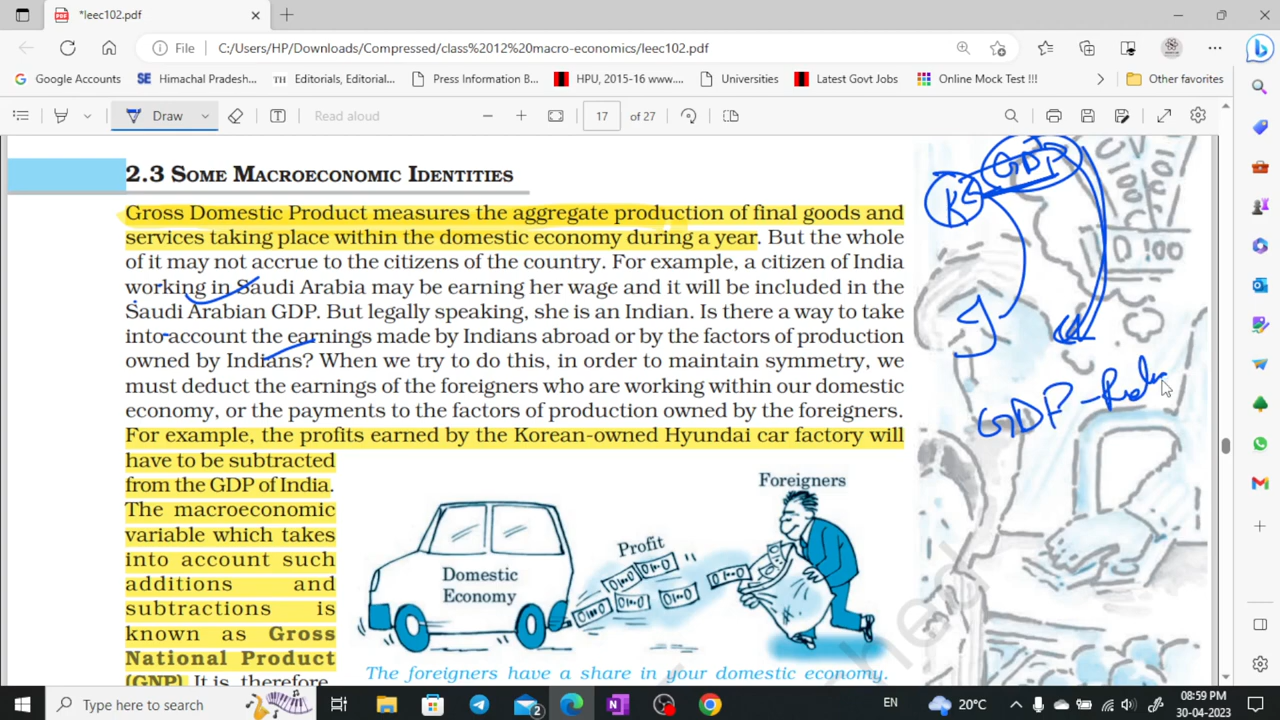 *leec102.pdf
File
C:/Users/HP/Downloads/Compressed/class%2012%20macro-economics/leec102.pdf
Google Accounts
SE Himachal Pradesh...
TH Editorials, Editorial...
Press Information B...
HPU, 2015-16 www....
Universities
Latest Govt Jobs
Online Mock Test !!!
Other favorites
Draw
Read aloud
17 of 27
2.3 SOME MACROECONOMIC IDENTITIES
Gross Domestic Product measures the aggregate production of final goods and
services taking place within the domestic economy during a year. But the whole
of it may not accrue to the citizens of the country. For example, a citizen of India
working in Saudi Arabia may be earning her wage and it will be included in the
Saudi Arabian GDP. But legally speaking, she is an Indian. Is there a way to take
into account the earnings made by Indians abroad or by the factors of production
owned by Indians? When we try to do this, in order to maintain symmetry, we
must deduct the earnings of the foreigners who are working within our domestic
economy, or the payments to the factors of production owned by the foreigners.
For example, the profits earned by the Korean-owned Hyundai car factory will
have to be subtracted
from the GDP of India.
The macroeconomic
variable which takes
into account such
additions and
subtractions is
known as Gross
National Product
(GNP). It is therefore
Foreigners
Profit
Domestic
Economy
The foreigners have a share in your domestic economy.
GDP
GDP -
Type here to search
2
EN
20°C
08:59 PM
30-04-2023